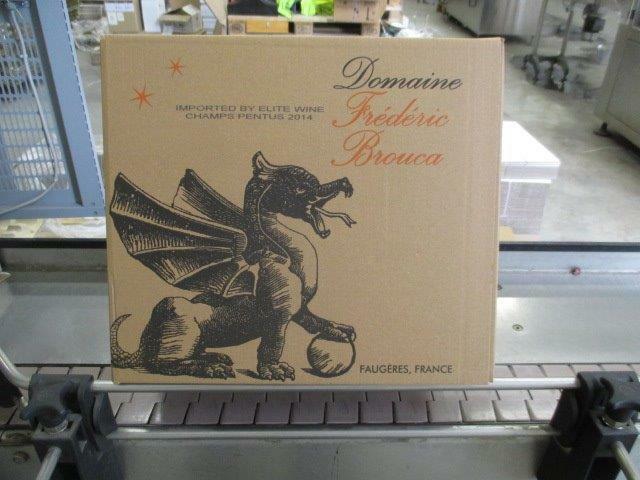 Domaine
Frédéric
Brouca
IMPORTED BY ELITE WINE
CHAMPS PENTUS 2014
FAUGÈRES, FRANCE